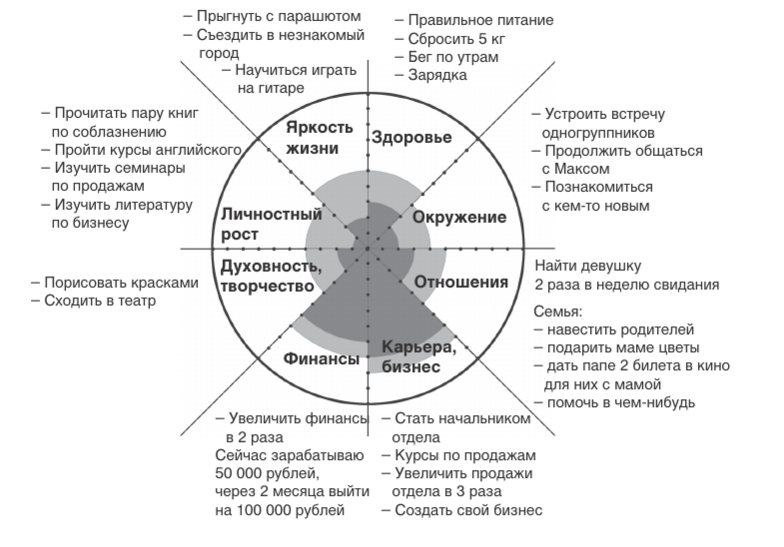 – Прыгнуть с парашютом
– Съездить в незнакомый
город
– Научиться играть
на гитаре
– Правильное питание
– Сбросить 5 кг
– Бег по утрам
– Зарядка
– Прочитать пару книг
по соблазнению
– Пройти курсы английского
– Изучить семинары
по продажам
– Изучить литературу
по бизнесу
– Устроить встречу
одногруппников
– Продолжить общаться
с Максом
– Познакомиться
с кем-то новым
Яркость
жизни
Здоровье
Личностный
рост
Окружение
Духовность,
творчество
Отношения
Финансы
Карьера,
бизнес
– Порисовать красками
– Сходить в театр
Найти девушку
2 раза в неделю свидания
Семья:
– навестить родителей
– подарить маме цветы
– дать папе 2 билета в кино
для них с мамой
– помочь в чем-нибудь
– Увеличить финансы
в 2 раза
Сейчас зарабатываю
50 000 рублей,
через 2 месяца выйти
на 100 000 рублей
– Стать начальником
отдела
– Курсы по продажам
– Увеличить продажи
отдела в 3 раза
– Создать свой бизнес